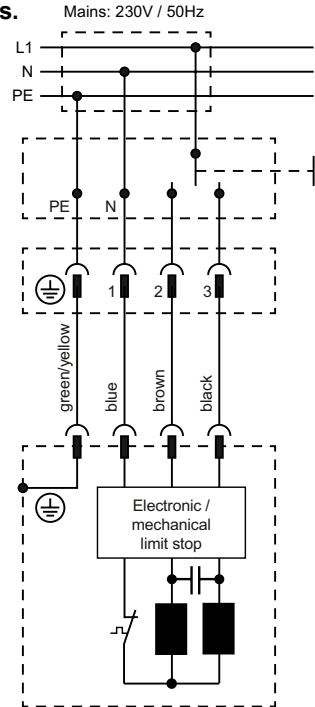 s.
Mains: 230V / 50Hz
L1
N
PE
PE N
1 2 3
green/yellow
blue
brown
black
Electronic /
mechanical
limit stop